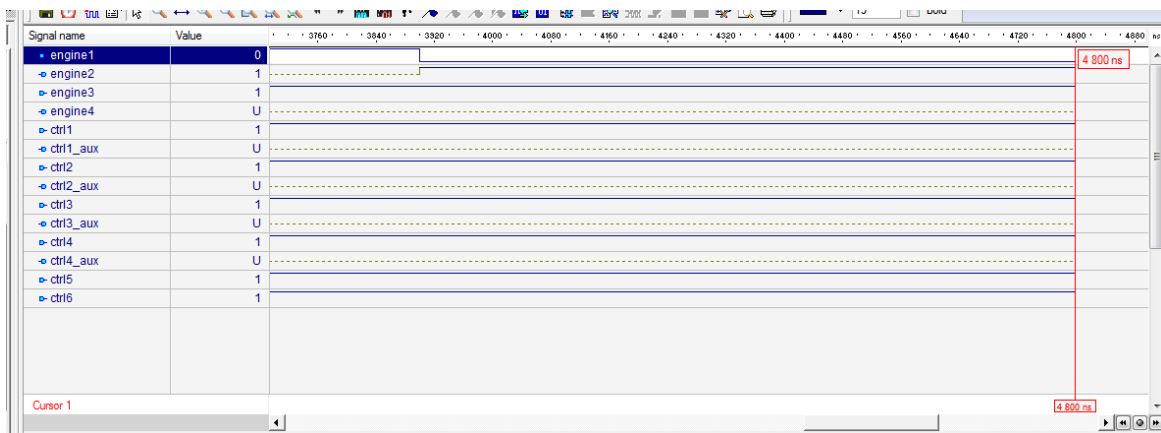 Bold
Signal name Value 3760 3840 3920 4000 4080 4160 4240 4320 4400 4480 4560 4640 4720 4800 4880
engine1 0 4 800 ns
engine2 1
engine3 1
engine4 U
ctrl1 1
ctrl1_aux U
ctrl2 1
ctrl2_aux U
ctrl3 1
ctrl3_aux U
ctrl4 1
ctrl4_aux U
ctrl5 1
ctrl6 1
Cursor 1 4 800 ns